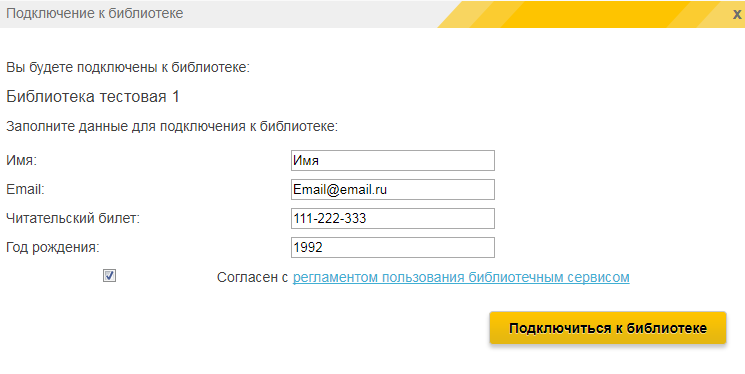 Подключение к библиотеке
x
Вы будете подключены к библиотеке:
Библиотека тестовая 1
Заполните данные для подключения к библиотеке:
Имя: Имя
Email: Email@email.ru
Читательский билет: 111-222-333
Год рождения: 1992
Согласен с регламентом пользования библиотечным сервисом
Подключиться к библиотеке